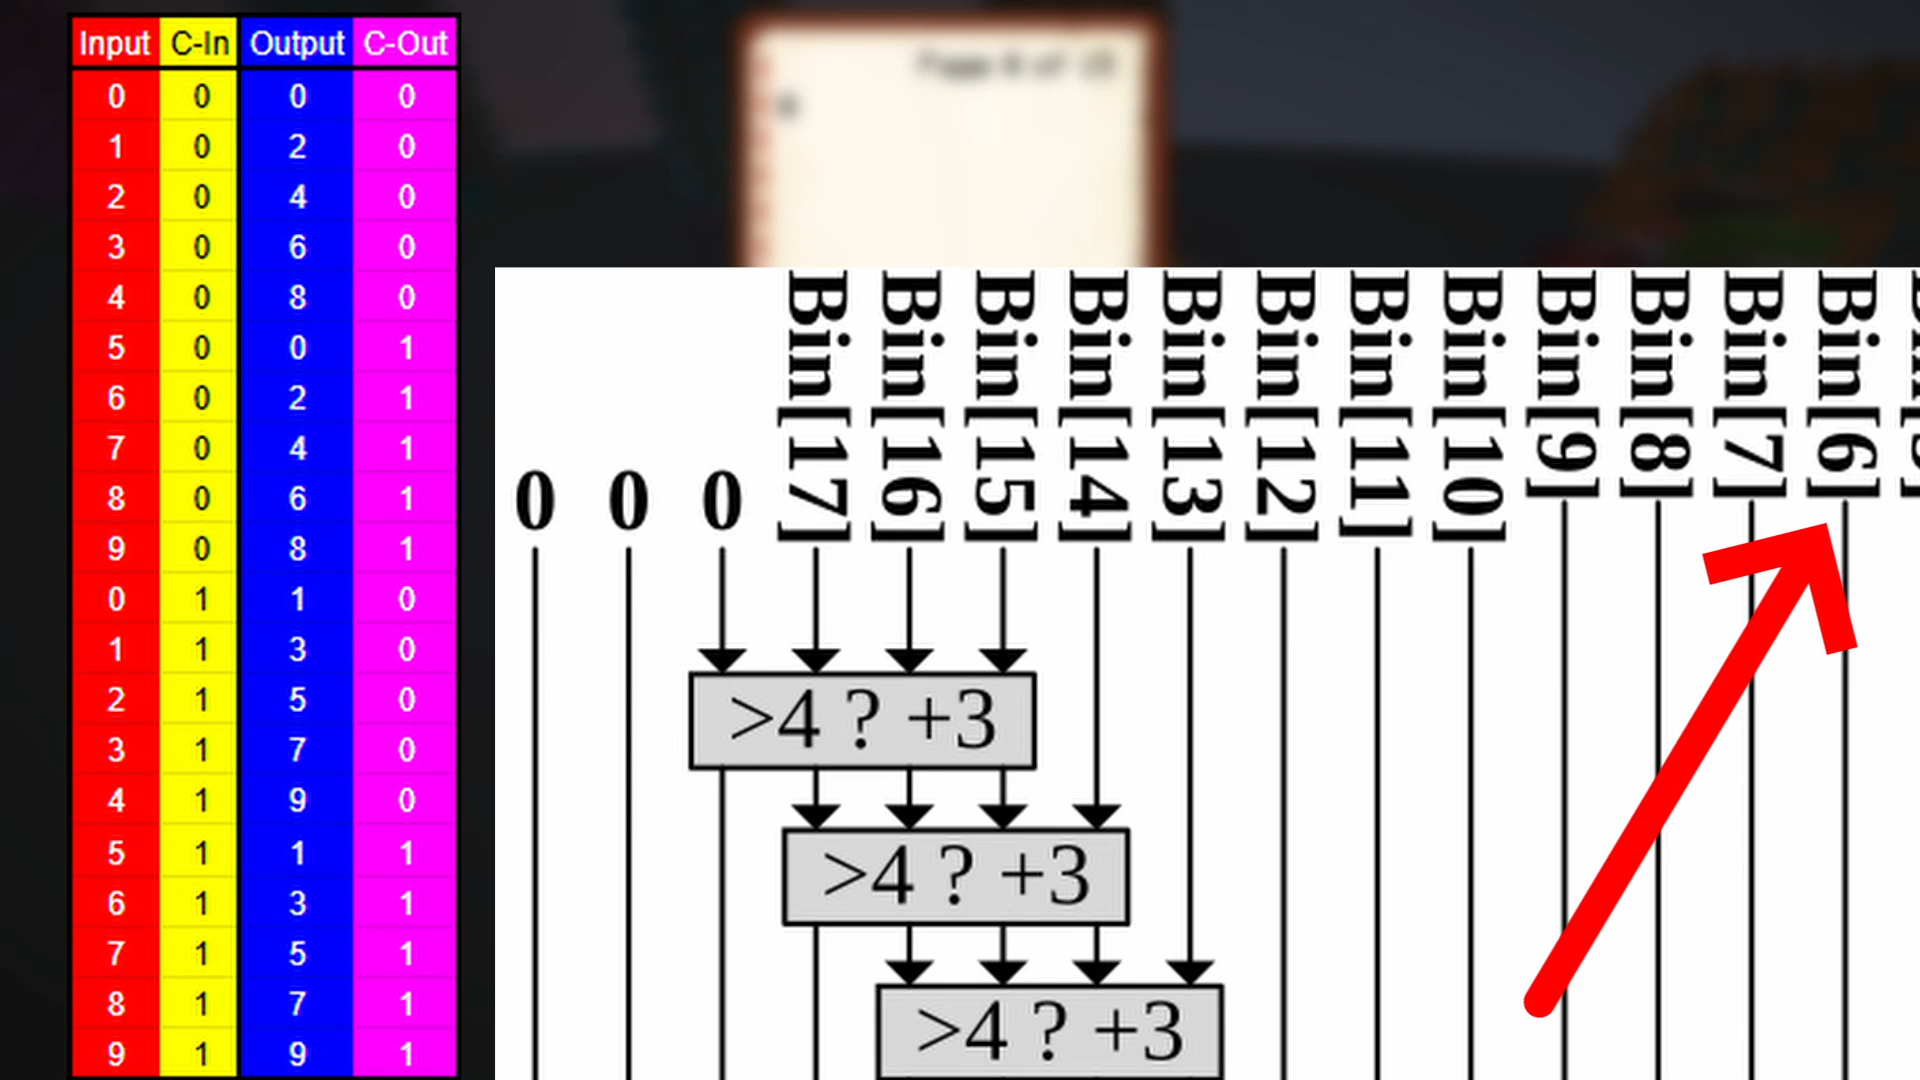 Input C-In Output C-Out
0 0 0 0
1 0 2 0
2 0 4 0
3 0 6 0
4 0 8 0
5 0 0 1
6 0 2 1
7 0 4 1
8 0 6 1
9 0 8 1
0 1 1 0
1 1 3 0
2 1 5 0
3 1 7 0
4 1 9 0
5 1 1 1
6 1 3 1
7 1 5 1
8 1 7 1
9 1 9 1
Page 8 of 15
0 0 0 Bin[17] Bin[16] Bin[15] Bin[14] Bin[13] Bin[12] Bin[11] Bin[10] Bin[9] Bin[8] Bin[7] Bin[6]
>4 ? +3
>4 ? +3
>4 ? +3